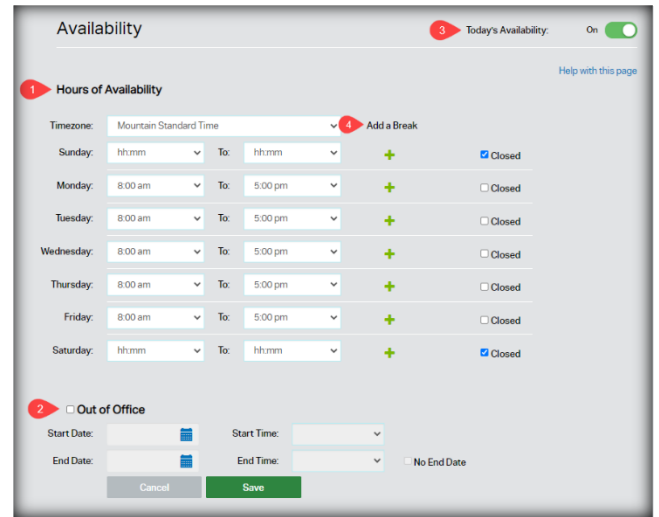 Availability
3 Today's Availability: On
Help with this page
1 Hours of Availability
Timezone: Mountain Standard Time 4 Add a Break
Sunday: hh:mm To: hh:mm Closed
Monday: 8:00 am To: 5:00 pm Closed
Tuesday: 8:00 am To: 5:00 pm Closed
Wednesday: 8:00 am To: 5:00 pm Closed
Thursday: 8:00 am To: 5:00 pm Closed
Friday: 8:00 am To: 5:00 pm Closed
Saturday: hh:mm To: hh:mm Closed
2 Out of Office
Start Date: Start Time:
End Date: End Time: No End Date
Cancel Save